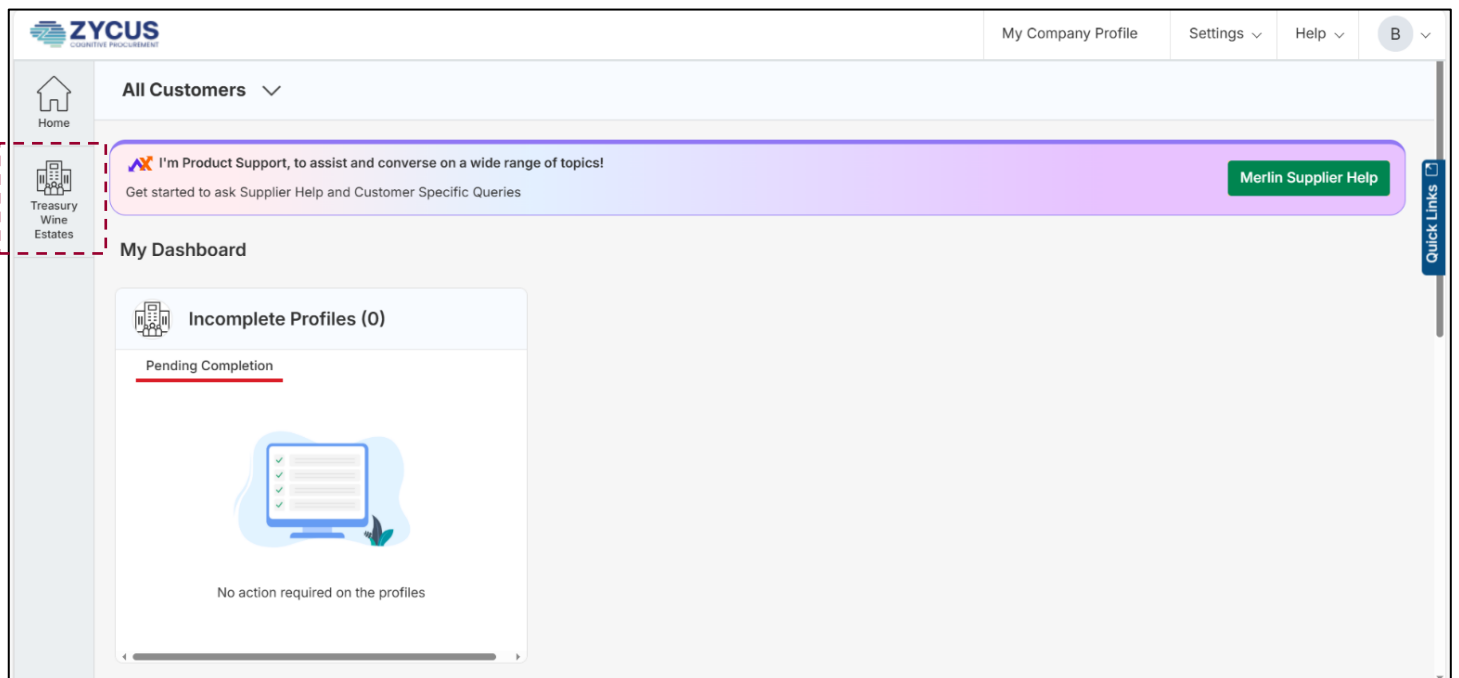 ZYCUS
COGNITIVE PROCUREMENT
My Company Profile
Settings
Help
B
Home
All Customers
Treasury
Wine
Estates
I'm Product Support, to assist and converse on a wide range of topics!
Get started to ask Supplier Help and Customer Specific Queries
Merlin Supplier Help
Quick Links
My Dashboard
Incomplete Profiles (0)
Pending Completion
No action required on the profiles